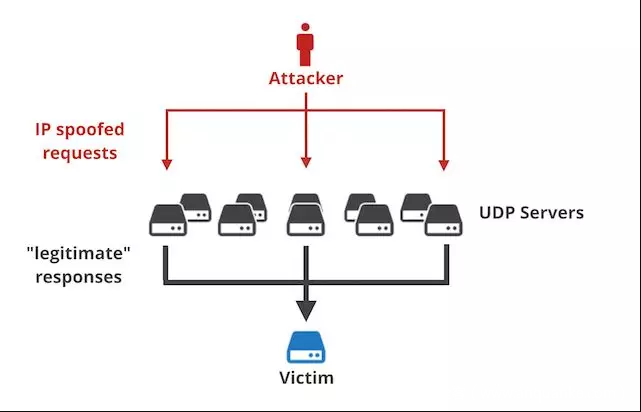 Attacker
IP spoofed
requests
UDP Servers
"legitimate"
responses
Victim